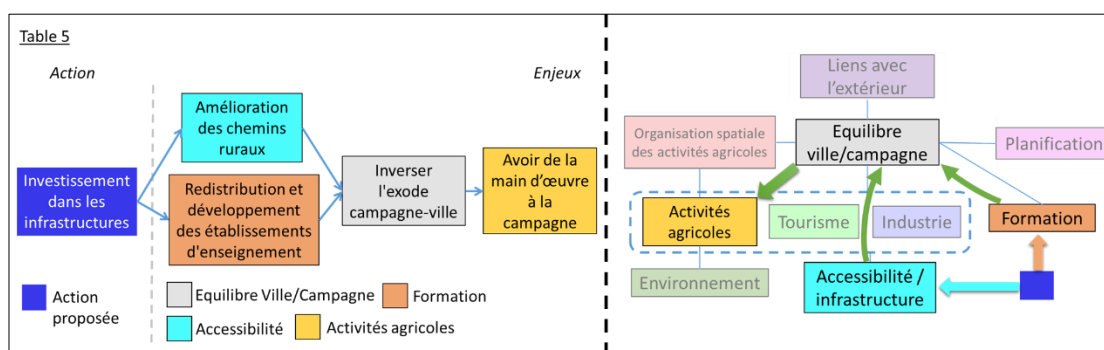 Table 5
Action
Enjeux
Amélioration
des chemins
ruraux
Investissement
dans les
infrastructures
Redistribution et
développement
des établissements
d'enseignement
Inverser
l'exode
campagne-ville
Avoir de la
main d’œuvre
à la
campagne
Action
proposée
Equilibre Ville/Campagne
Formation
Accessibilité
Activités agricoles
Liens avec
l’extérieur
Organisation spatiale
des activités agricoles
Equilibre
ville/campagne
Planification
Activités
agricoles
Tourisme
Industrie
Formation
Environnement
Accessibilité /
infrastructure